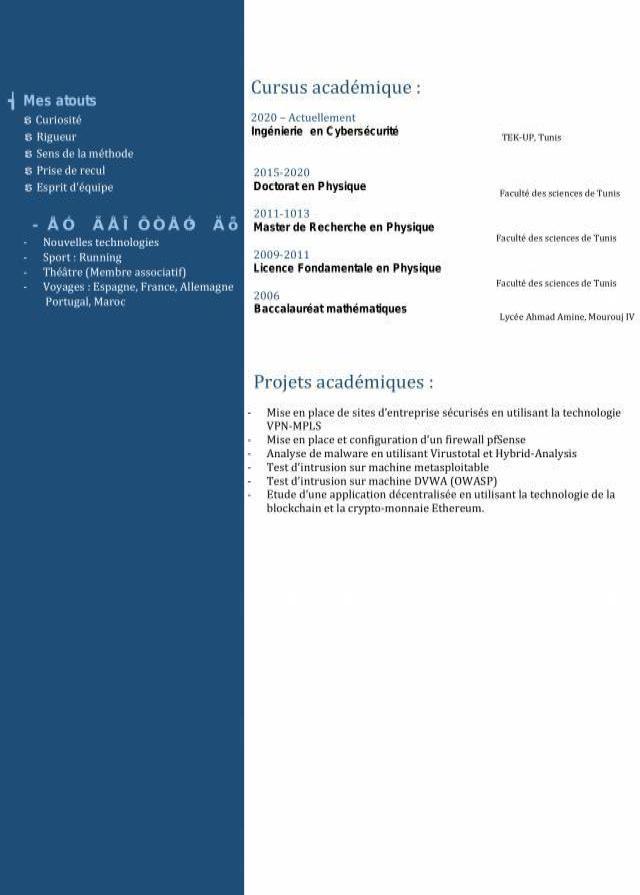 Mes atouts
Curiosité
Rigueur
Sens de la méthode
Prise de recul
Esprit d'équipe
- Nouvelles technologies
- Sport : Running
- Théâtre (Membre associatif)
- Voyages : Espagne, France, Allemagne
Portugal, Maroc
Cursus académique :
2020 – Actuellement
Ingénierie en Cybersécurité
TEK-UP, Tunis
2015-2020
Doctorat en Physique
Faculté des sciences de Tunis
2011-1013
Master de Recherche en Physique
Faculté des sciences de Tunis
2009-2011
Licence Fondamentale en Physique
Faculté des sciences de Tunis
2006
Baccalauréat mathématiques
Lycée Ahmad Amine, Mourouj IV
Projets académiques :
- Mise en place de sites d'entreprise sécurisés en utilisant la technologie
VPN-MPLS
- Mise en place et configuration d'un firewall pfSense
- Analyse de malware en utilisant Virustotal et Hybrid-Analysis
- Test d'intrusion sur machine metasploitable
- Test d'intrusion sur machine DVWA (OWASP)
- Etude d'une application décentralisée en utilisant la technologie de la
blockchain et la crypto-monnaie Ethereum.